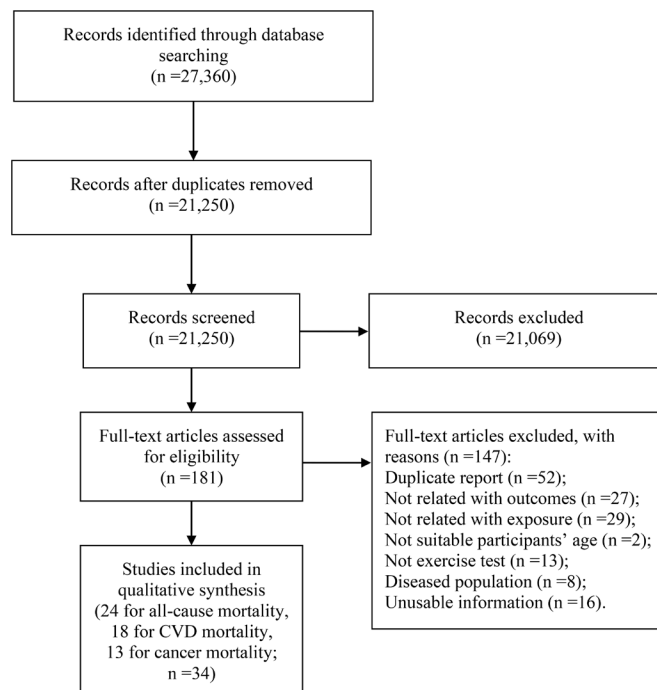 Records identified through database
searching
(n =27,360)
Records after duplicates removed
(n =21,250)
Records screened
(n =21,250)
Records excluded
(n =21,069)
Full-text articles assessed
for eligibility
(n =181)
Full-text articles excluded, with
reasons (n =147):
Duplicate report (n =52);
Not related with outcomes (n =27);
Not related with exposure (n =29);
Not suitable participants’ age (n =2);
Not exercise test (n =13);
Diseased population (n =8);
Unusable information (n =16).
Studies included in
qualitative synthesis
(24 for all-cause mortality,
18 for CVD mortality,
13 for cancer mortality;
n =34)